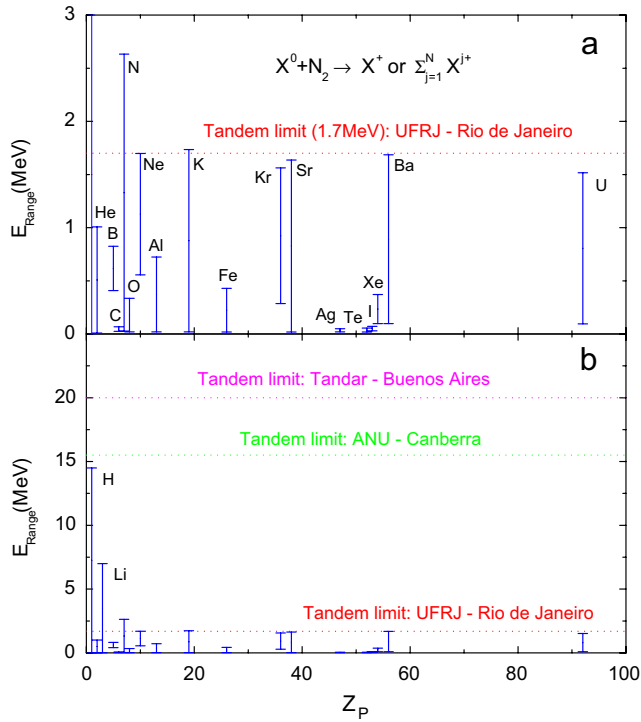 a
X⁰+N₂ → X⁺ or Σⱼ₌₁ᴺ Xʲ⁺
Tandem limit (1.7MeV): UFRJ - Rio de Janeiro
N
Ne
K
Kr
Sr
Ba
U
He
B
Al
Fe
Xe
C
O
Ag
Te
I
E_Range(MeV)
3
2
1
0
b
Tandem limit: Tandar - Buenos Aires
Tandem limit: ANU - Canberra
H
Li
Tandem limit: UFRJ - Rio de Janeiro
E_Range(MeV)
20
15
10
5
0
0 20 40 60 80 100
Z_P